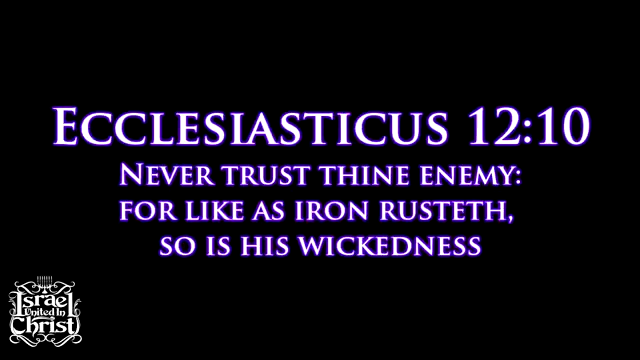 Ecclesiasticus 12:10
Never trust thine enemy:
for like as iron rusteth,
so is his wickedness
Israel
United In
Christ